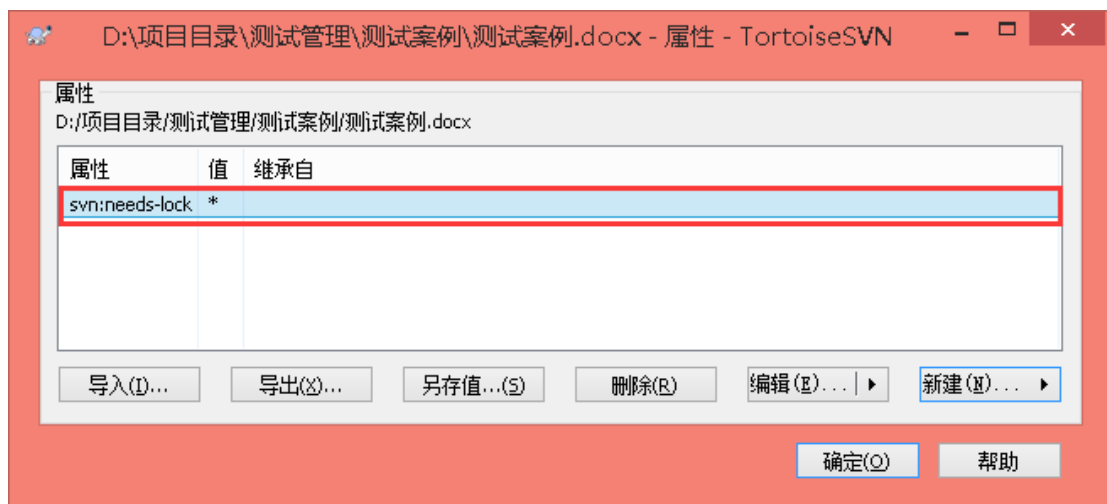 D:\项目目录\测试管理\测试案例\测试案例.docx - 属性 - TortoiseSVN
属性
D:/项目目录/测试管理/测试案例/测试案例.docx
属性 值 继承自
svn:needs-lock *
导入(I)... 导出(X)... 另存值...(S) 删除(R) 编辑(E)... 新建(N)...
确定(O) 帮助